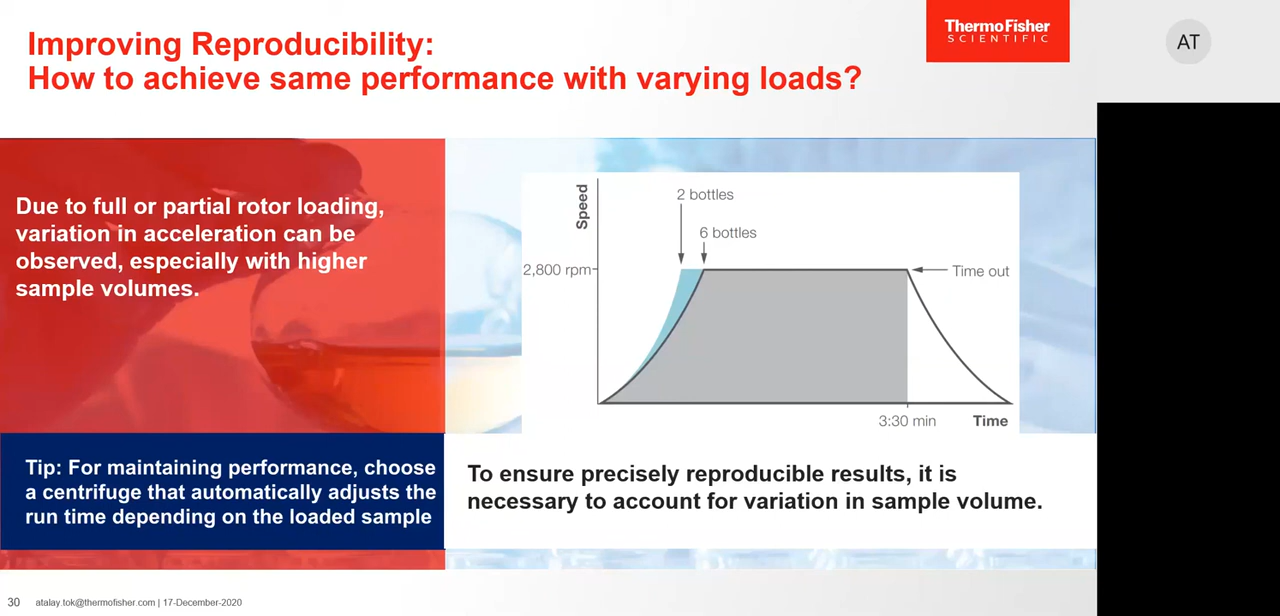 Improving Reproducibility:
How to achieve same performance with varying loads?
ThermoFisher
SCIENTIFIC
AT
Due to full or partial rotor loading,
variation in acceleration can be
observed, especially with higher
sample volumes.
Speed
2 bottles
6 bottles
2,800 rpm
Time out
3:30 min
Time
Tip: For maintaining performance, choose
a centrifuge that automatically adjusts the
run time depending on the loaded sample
To ensure precisely reproducible results, it is
necessary to account for variation in sample volume.
30 atalay.tok@thermofisher.com | 17-December-2020